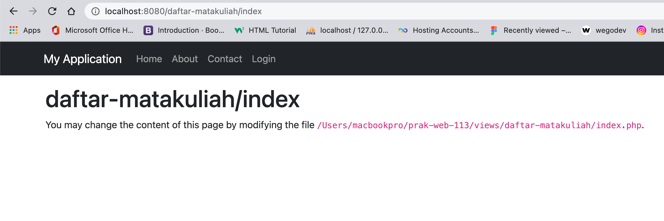 localhost:8080/daftar-matakuliah/index
Apps Microsoft Office H... Introduction · Boo... HTML Tutorial localhost / 127.0.0... Hosting Accounts... Recently viewed –... wegodev Inst
My Application Home About Contact Login
daftar-matakuliah/index
You may change the content of this page by modifying the file /Users/macbookpro/prak-web-113/views/daftar-matakuliah/index.php.